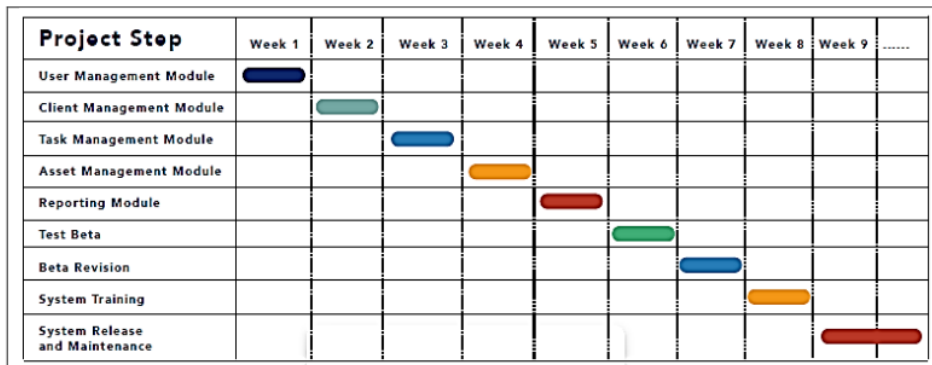 Project Step Week 1 Week 2 Week 3 Week 4 Week 5 Week 6 Week 7 Week 8 Week 9 ......
User Management Module
Client Management Module
Task Management Module
Asset Management Module
Reporting Module
Test Beta
Beta Revision
System Training
System Release
and Maintenance